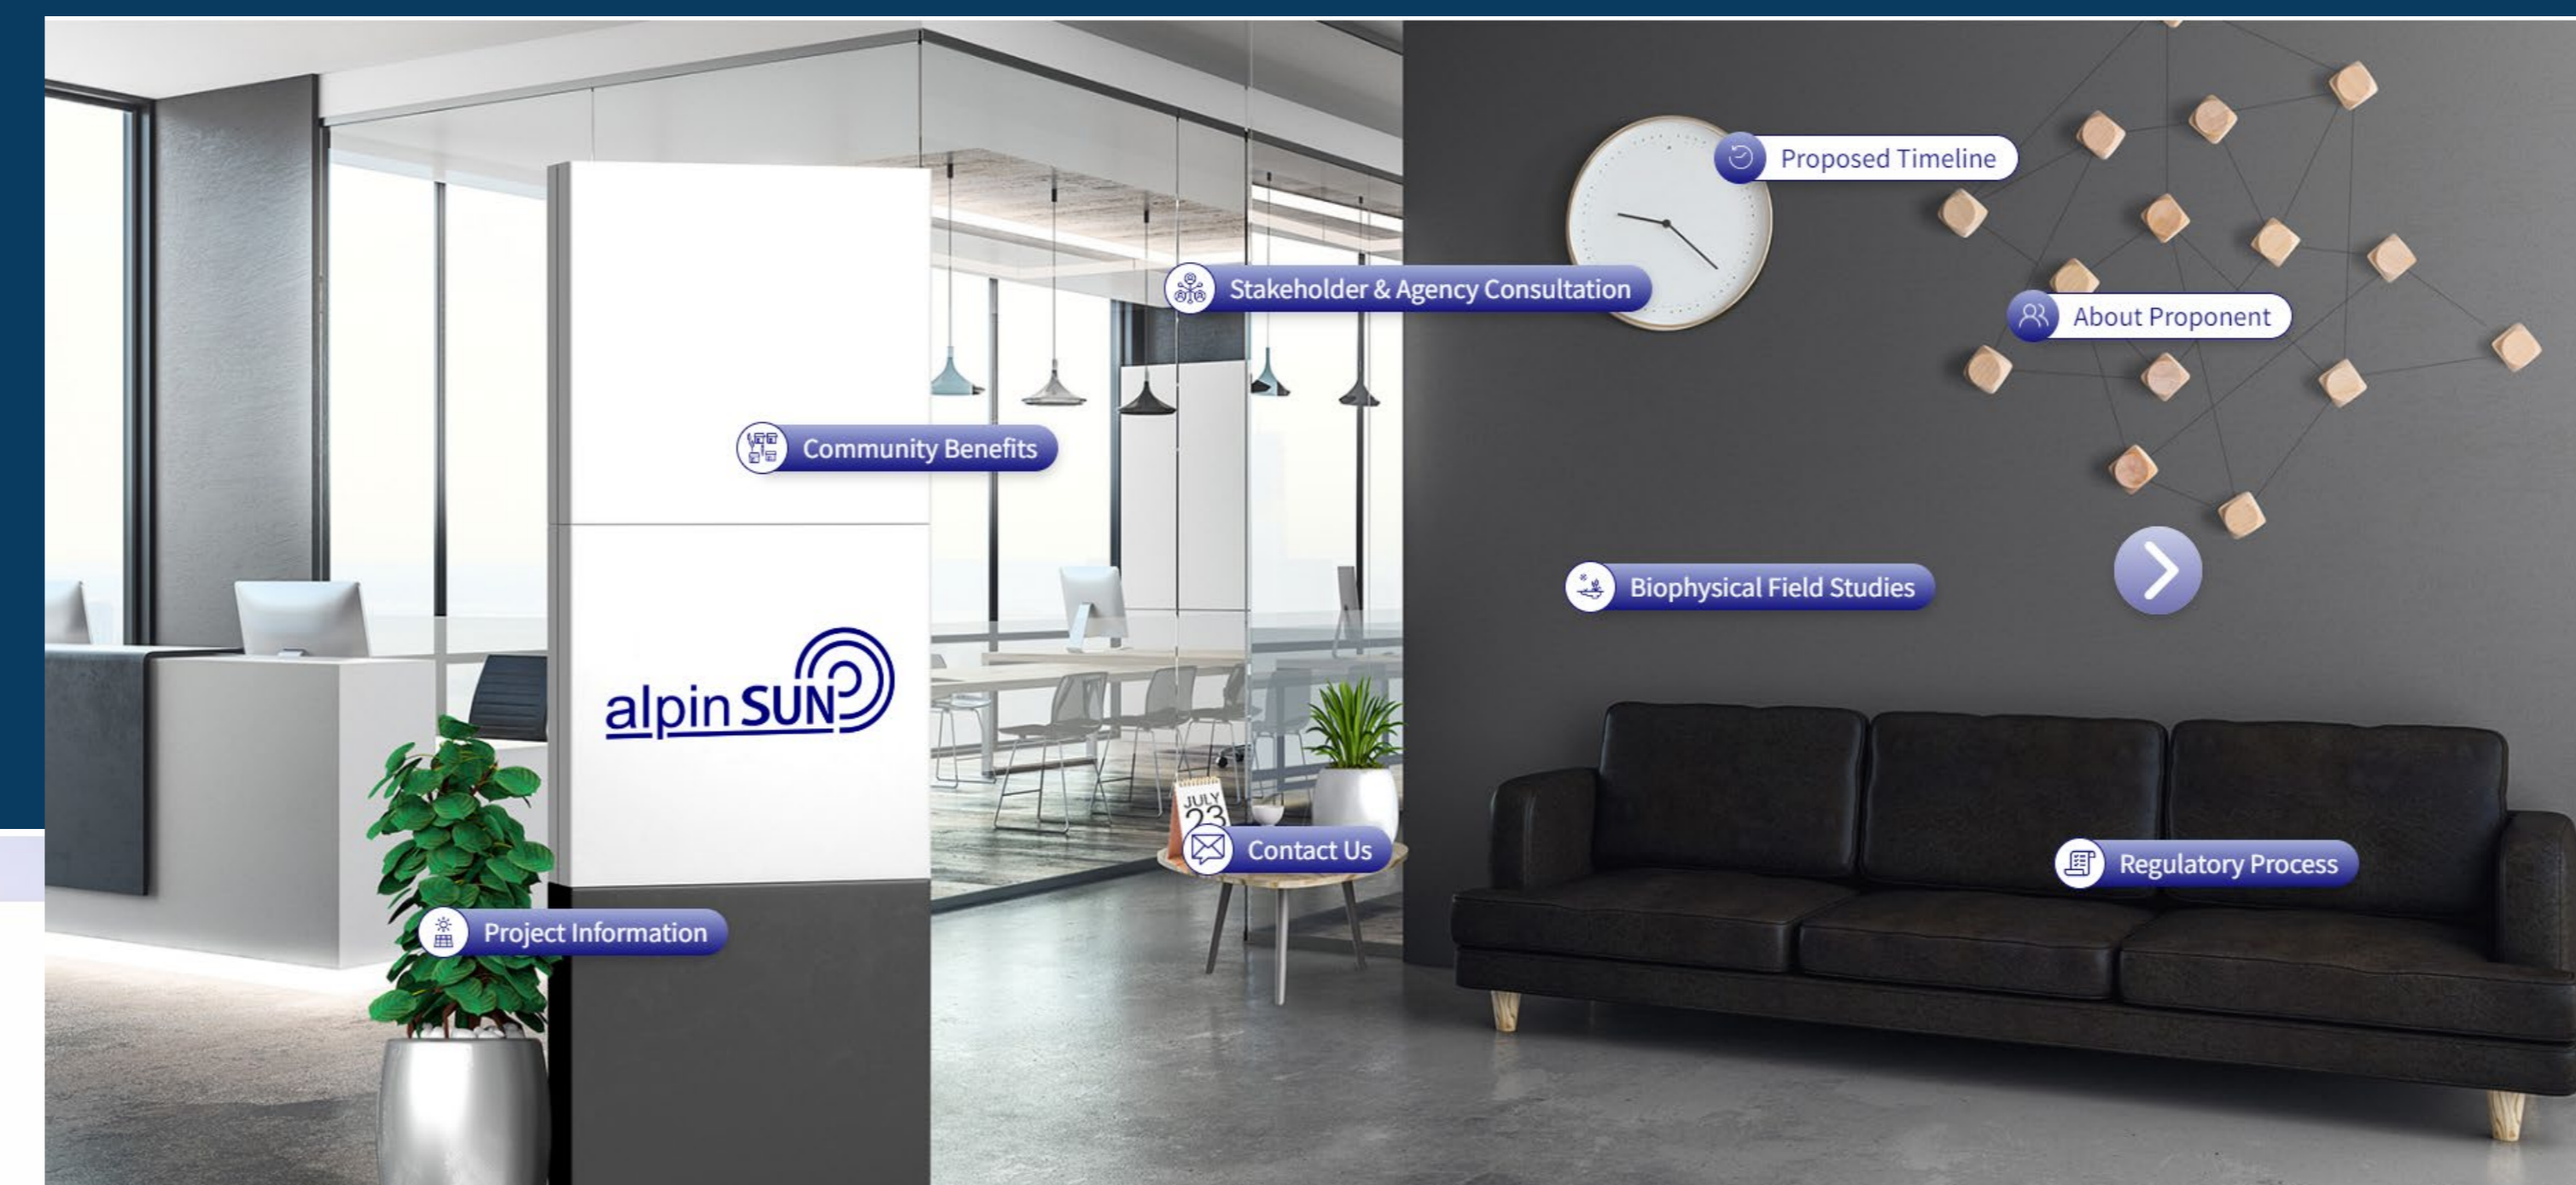 Proposed Timeline
Stakeholder & Agency Consultation
About Proponent
Community Benefits
Biophysical Field Studies
alpin SUN
JULY
23
Contact Us
Regulatory Process
Project Information